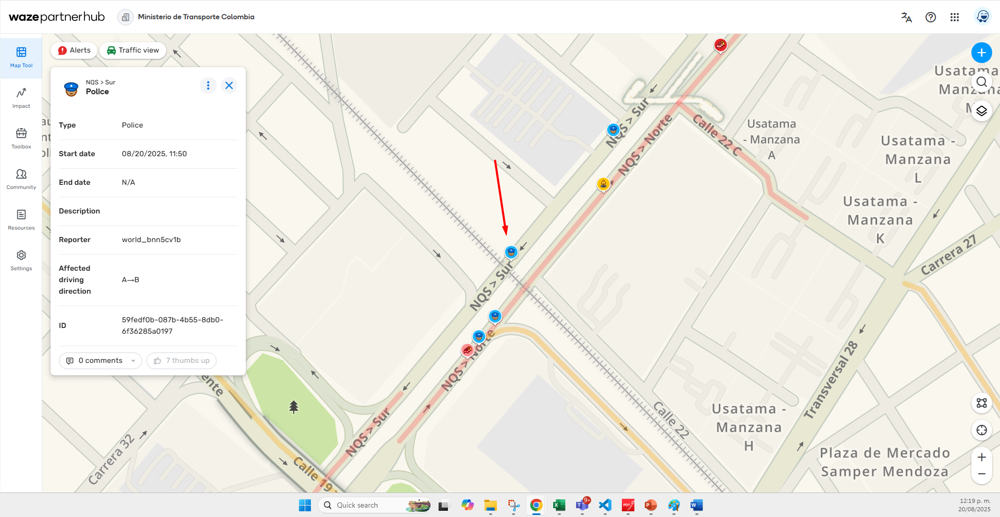 waze partnerhub
Ministerio de Transporte Colombia
Alerts
Traffic view
Map Tool
Impact
Toolbox
Community
Resources
Settings
NQS > Sur
Police
Type
Police
Start date
08/20/2025, 11:50
End date
N/A
Description
Reporter
world_bnn5cv1b
Affected
driving
direction
A→B
ID
59fedf0b-087b-4b55-8db0-
6f36285a0197
0 comments
7 thumbs up
NQS > Sur
NQS > Norte
Calle 22 C
Usatama
- Manzana
A
Usatama
Manzana
Usatama -
Manzana
L
Usatama -
Manzana
K
Carrera 27
NQS > Sur
NQS > Norte
Transversal 28
NQS > Sur
Calle 22
Usatama -
Manzana
H
Carrera 32
Calle 19
ente
Plaza de Mercado
Samper Mendoza
Quick search
9+
12:19 p. m.
20/08/2025